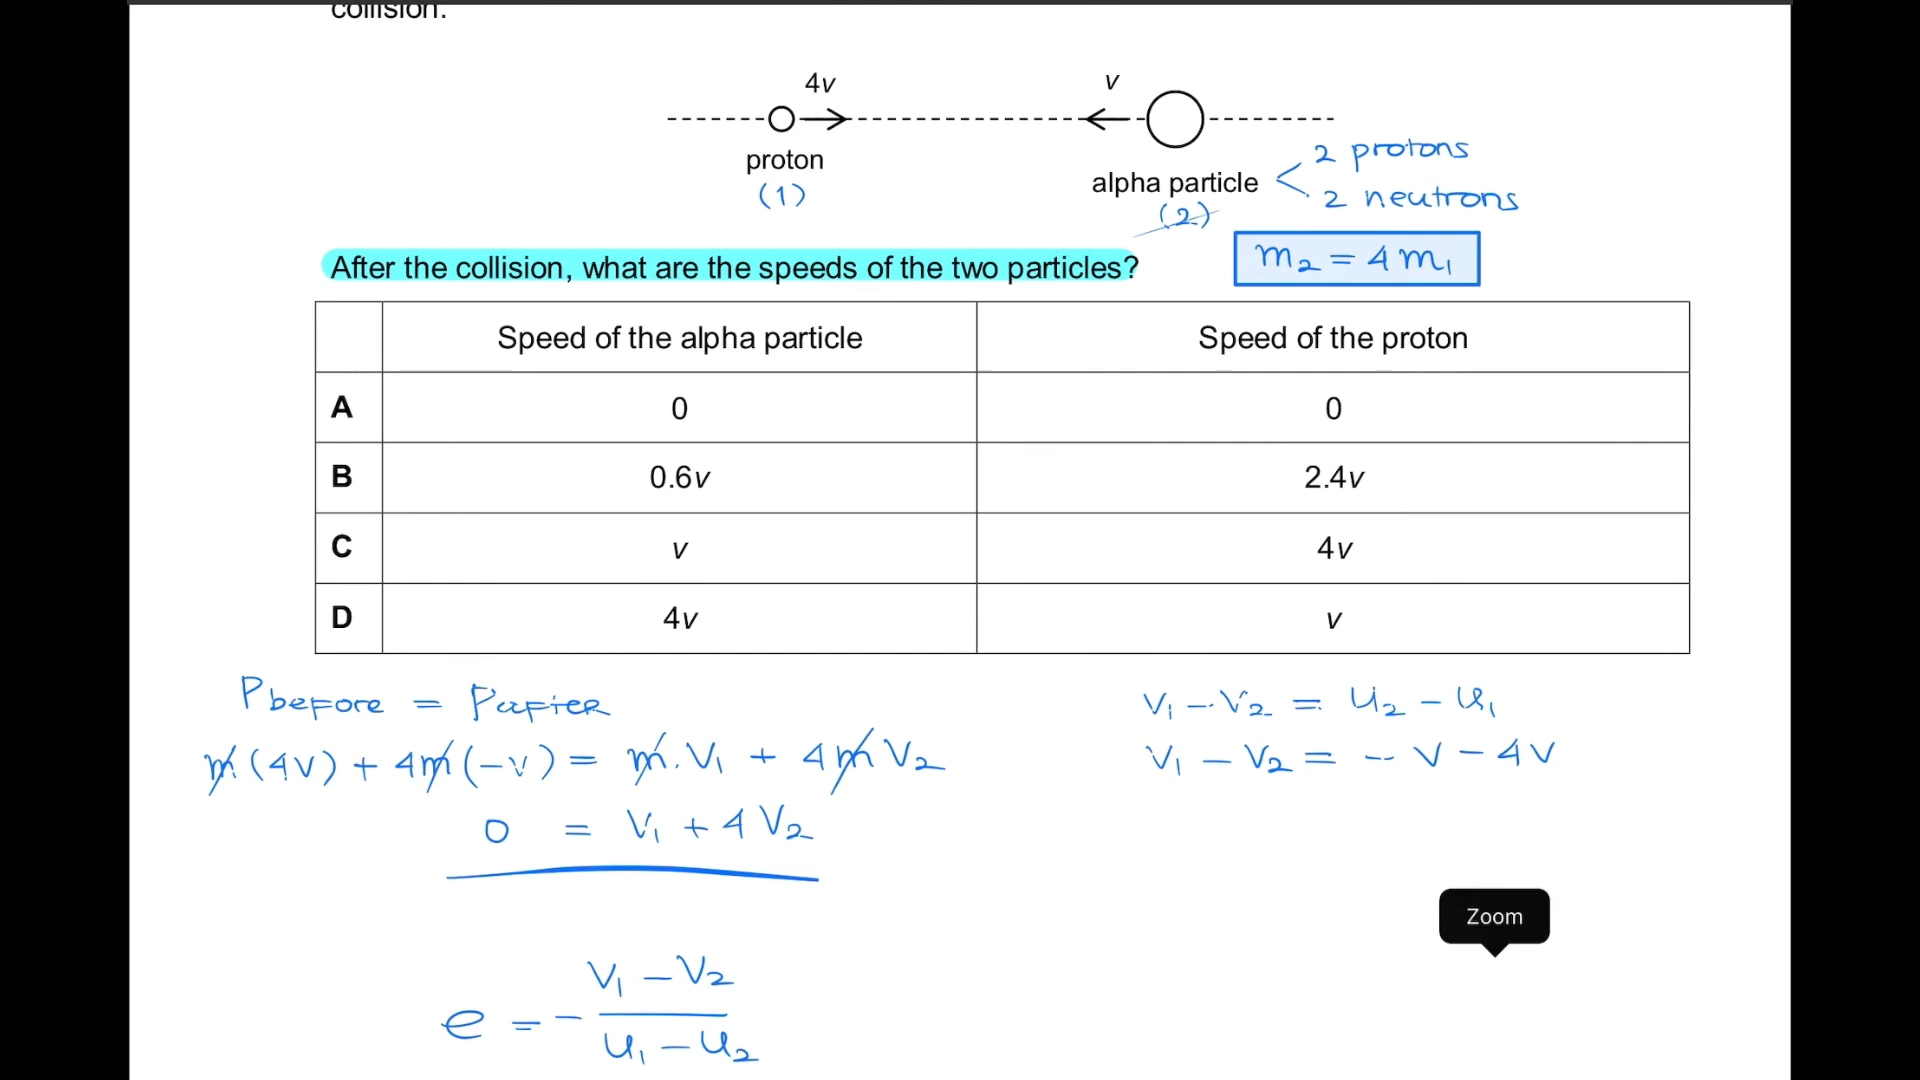 collision.
4v
v
proton
(1)
alpha particle
(2)
2 protons
2 neutrons
m₂ = 4 m₁
After the collision, what are the speeds of the two particles?
Speed of the alpha particle Speed of the proton
A 0 0
B 0.6v 2.4v
C v 4v
D 4v v
Pbefore = Pafter
m(4v) + 4m(-v) = m.V₁ + 4mV₂
0 = V₁ + 4V₂
e = - V₁ - V₂ / u₁ - u₂
V₁ - V₂ = u₂ - u₁
V₁ - V₂ = - v - 4v
Zoom